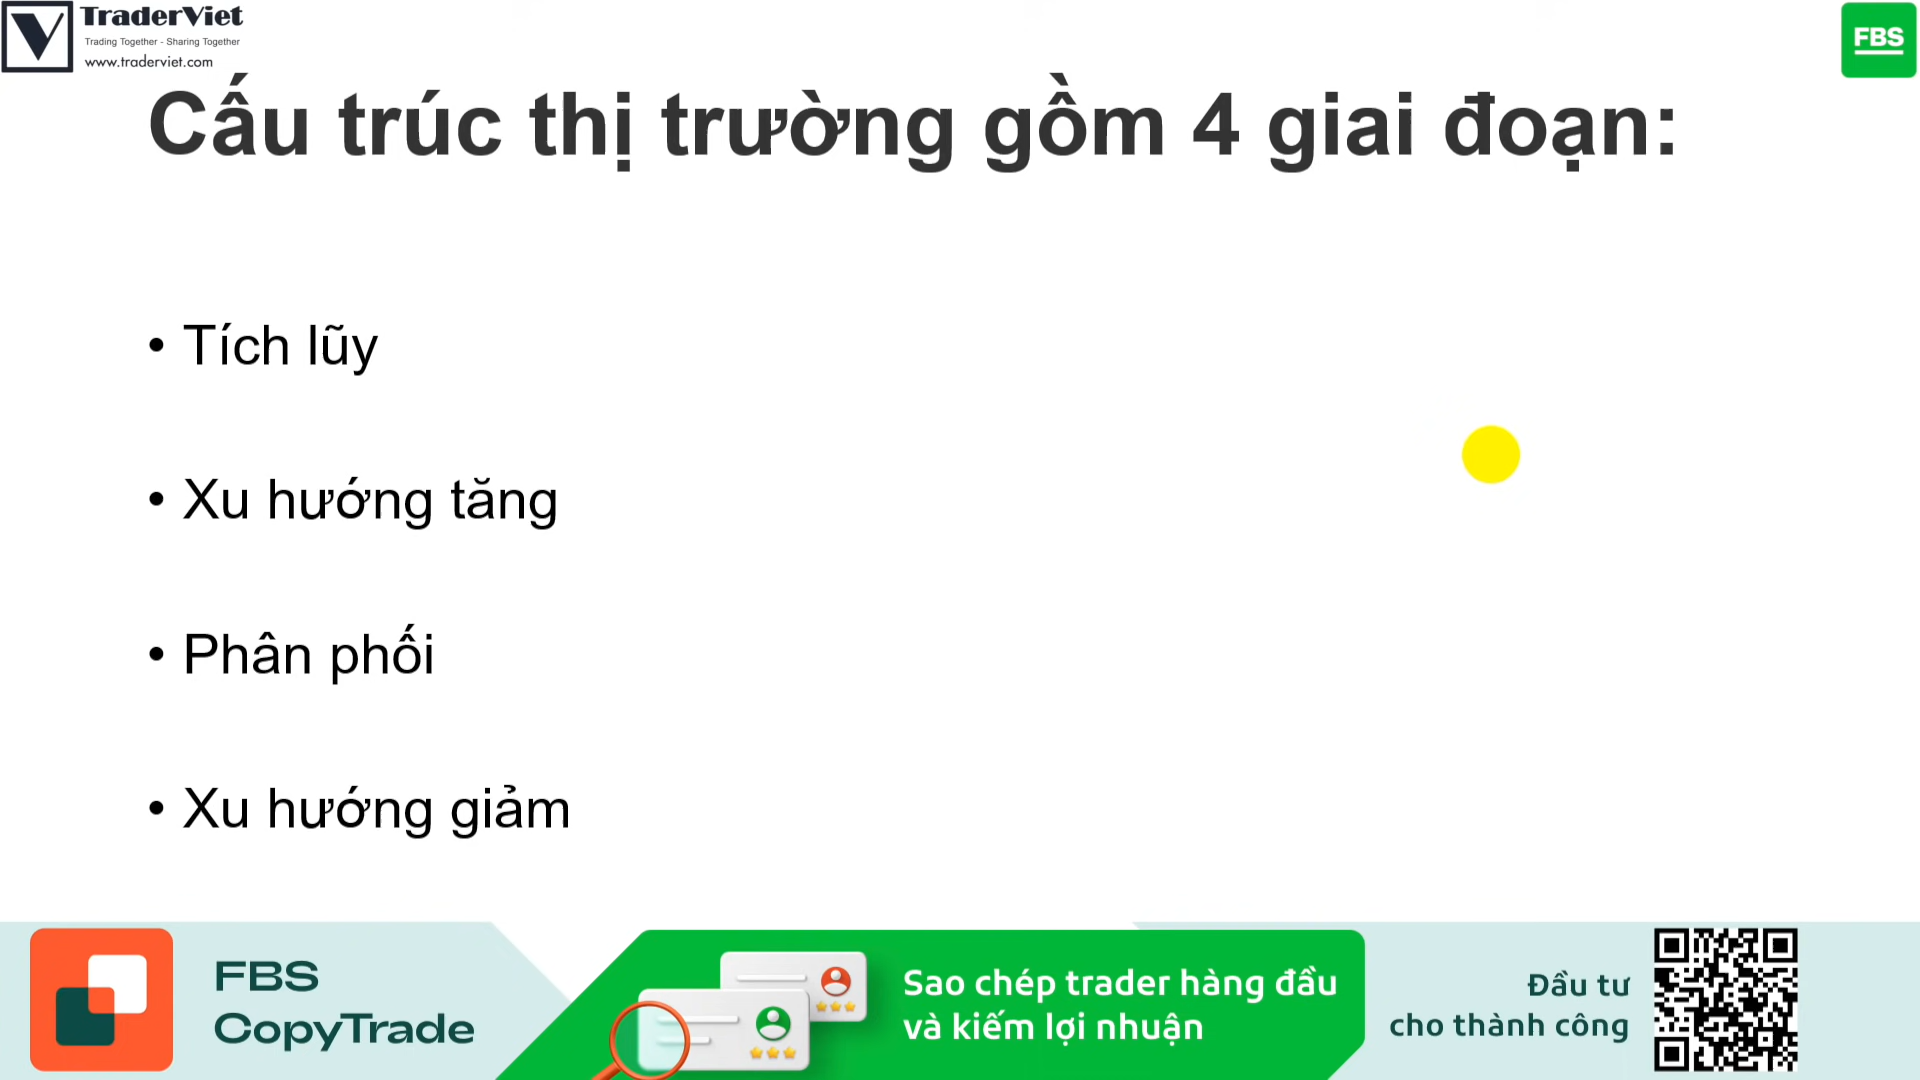 TraderViet
Trading Together - Sharing Together
www.traderviet.com
FBS
Cấu trúc thị trường gồm 4 giai đoạn:
• Tích lũy
• Xu hướng tăng
• Phân phối
• Xu hướng giảm
FBS
CopyTrade
Sao chép trader hàng đầu
và kiếm lợi nhuận
Đầu tư
cho thành công